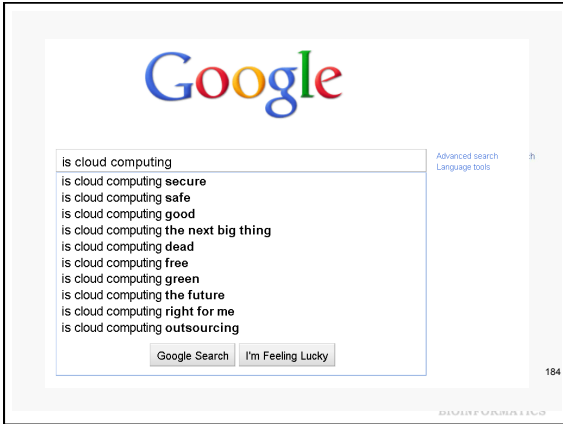 Google
is cloud computing
Advanced search
Language tools
is cloud computing secure
is cloud computing safe
is cloud computing good
is cloud computing the next big thing
is cloud computing dead
is cloud computing free
is cloud computing green
is cloud computing the future
is cloud computing right for me
is cloud computing outsourcing
Google Search I'm Feeling Lucky
184